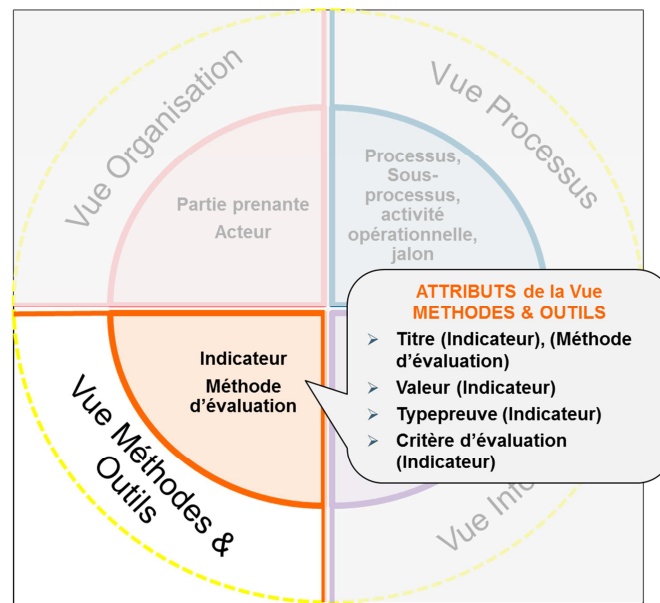 Vue Organisation
Vue Processus
Partie prenante
Acteur
Processus,
Sous-
processus,
activité
opérationnelle,
jalon
Indicateur
Méthode
d’évaluation
Vue Méthodes &
Outils
ATTRIBUTS de la Vue
METHODES & OUTILS
Titre (Indicateur), (Méthode
d’évaluation)
Valeur (Indicateur)
Typepreuve (Indicateur)
Critère d’évaluation
(Indicateur)
Vue